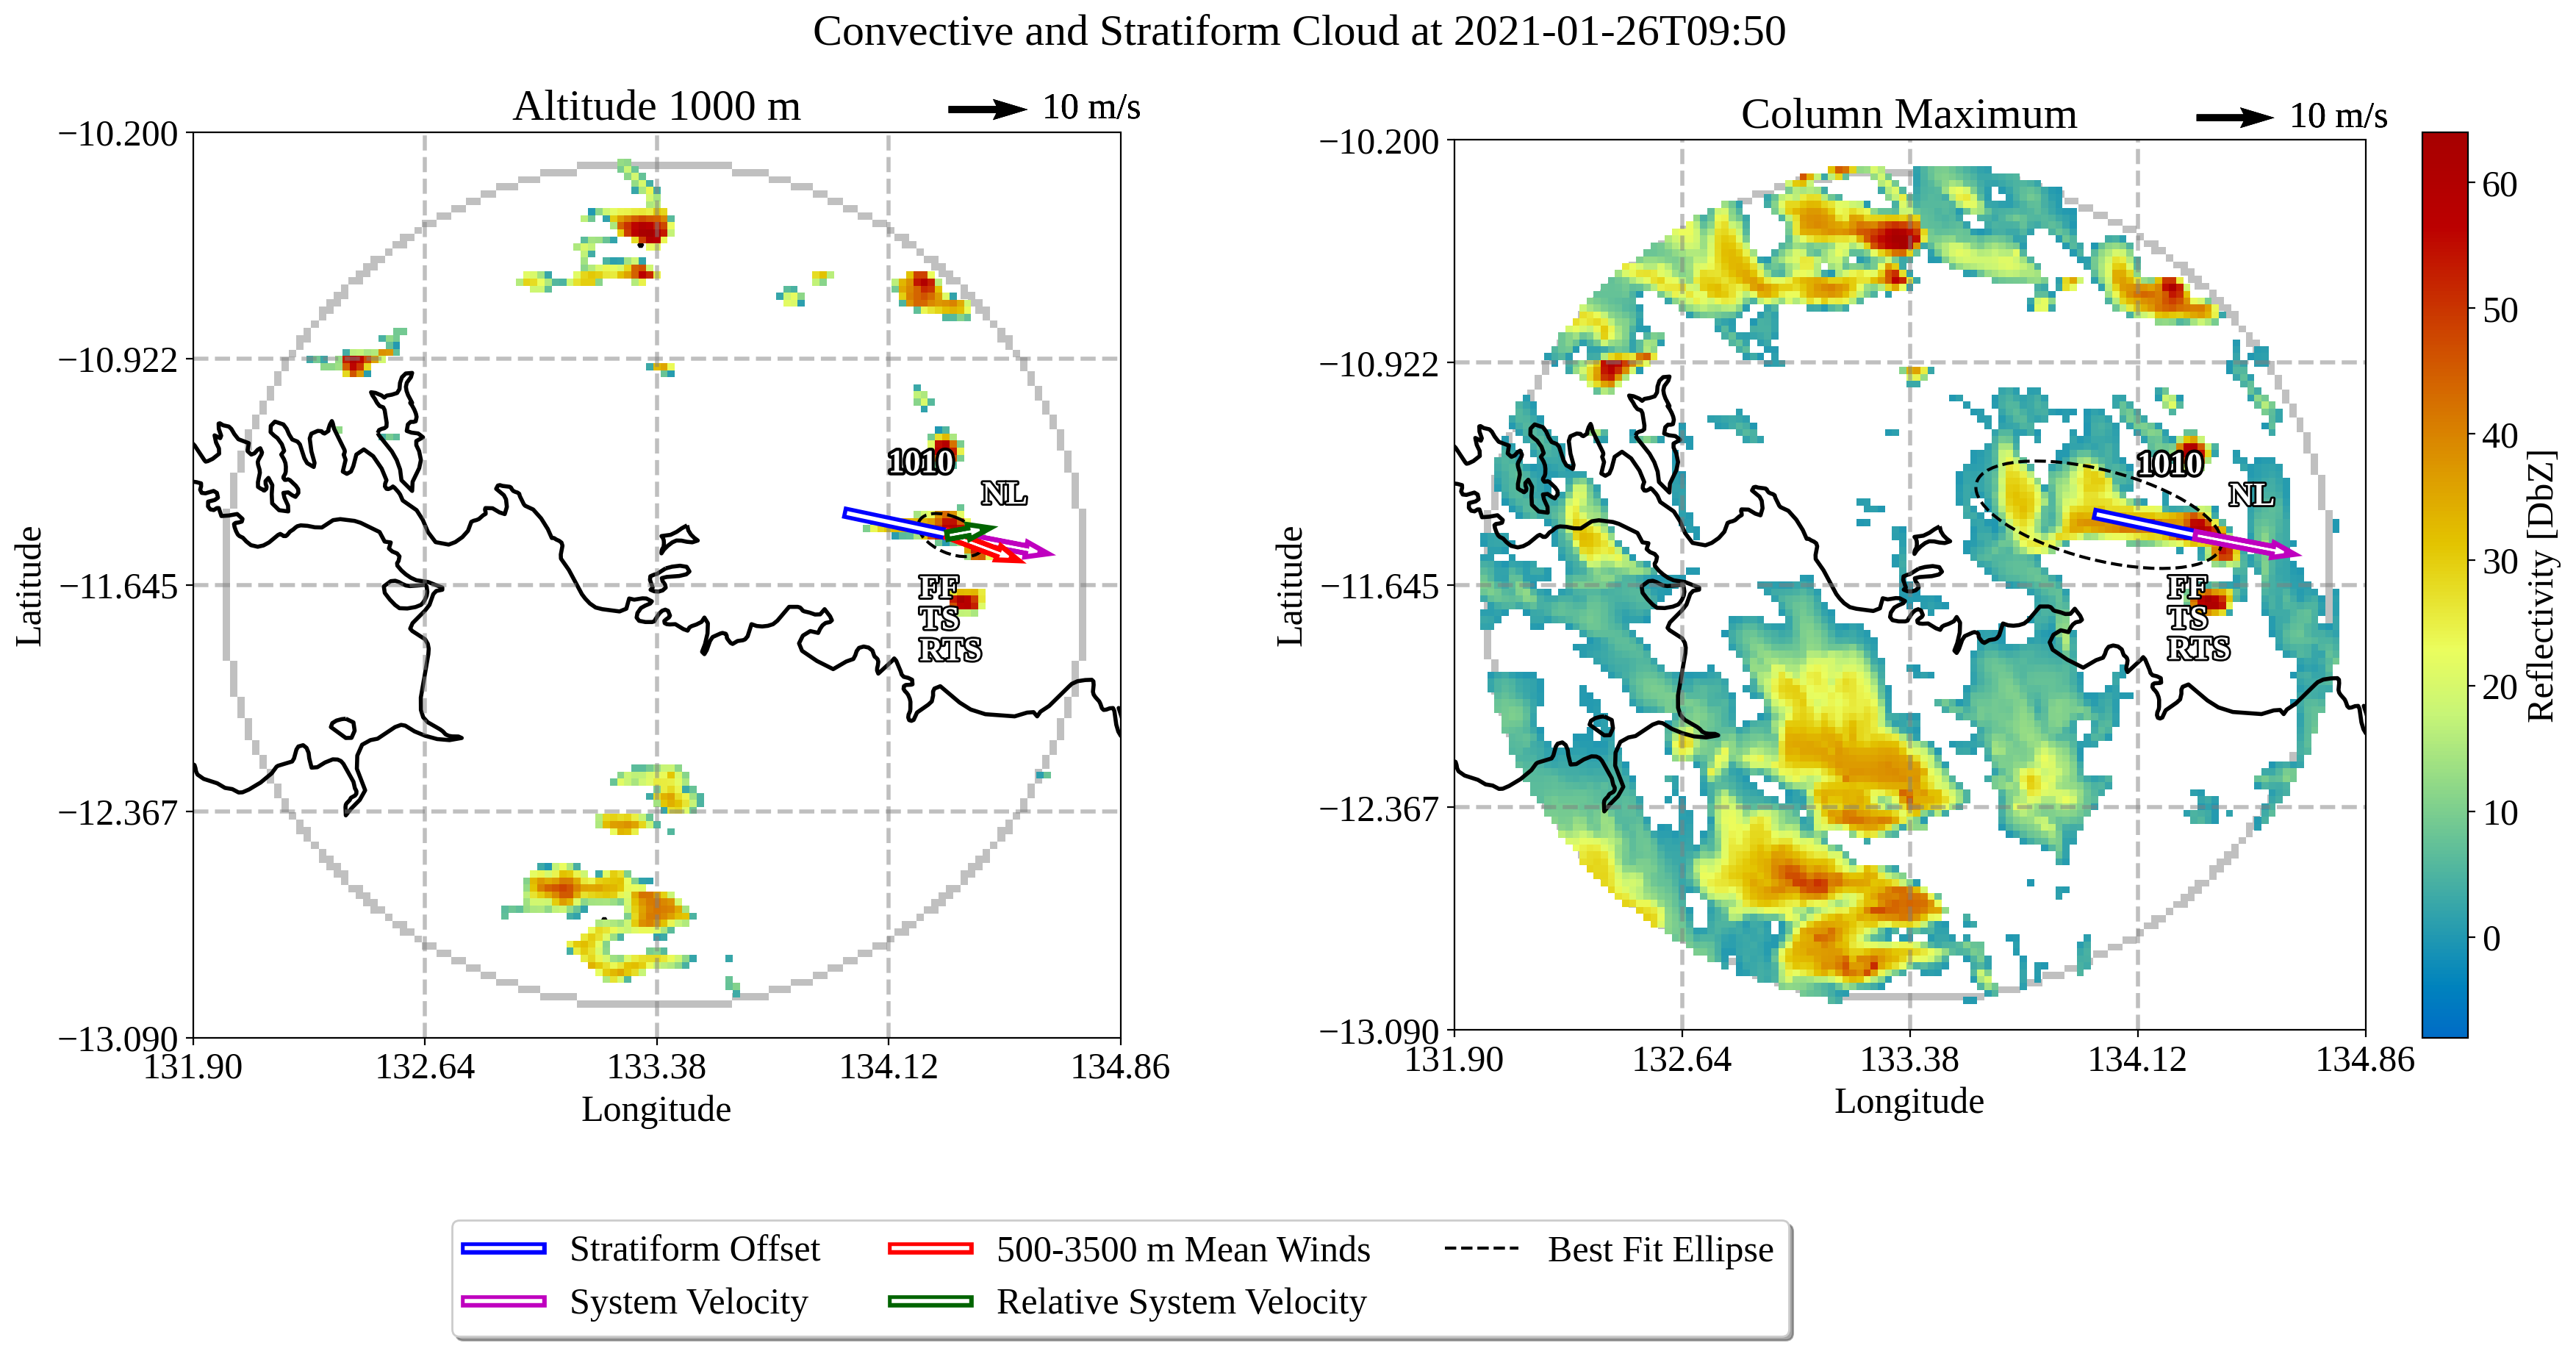 Convective and Stratiform Cloud at 2021-01-26T09:50
Altitude 1000 m
10 m/s
−10.200
−10.922
−11.645
−12.367
−13.090
Latitude
131.90
132.64
133.38
134.12
134.86
Longitude
1010
NL
FF
TS
RTS
Column Maximum
10 m/s
−10.200
−10.922
−11.645
−12.367
−13.090
Latitude
131.90
132.64
133.38
134.12
134.86
Longitude
1010
NL
FF
TS
RTS
60
50
40
30
20
10
0
Reflectivity [DbZ]
Stratiform Offset
500-3500 m Mean Winds
Best Fit Ellipse
System Velocity
Relative System Velocity